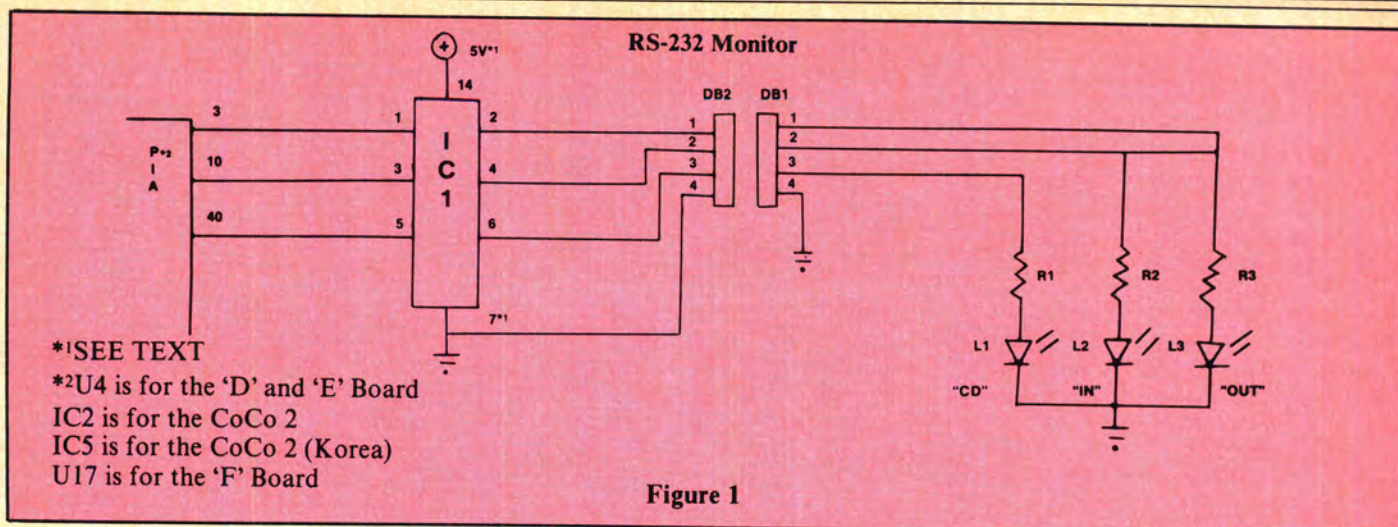 RS-232 Monitor
5V*1
14
3
1
2
10
3
4
40
5
6
7*1
P*2
I
A
I
C
1
DB2
DB1
1
2
3
4
1
2
3
4
R1
R2
R3
L1
L2
L3
"CD"
"IN"
"OUT"
*1SEE TEXT
*2U4 is for the ‘D’ and ‘E’ Board
IC2 is for the CoCo 2
IC5 is for the CoCo 2 (Korea)
U17 is for the ‘F’ Board
Figure 1